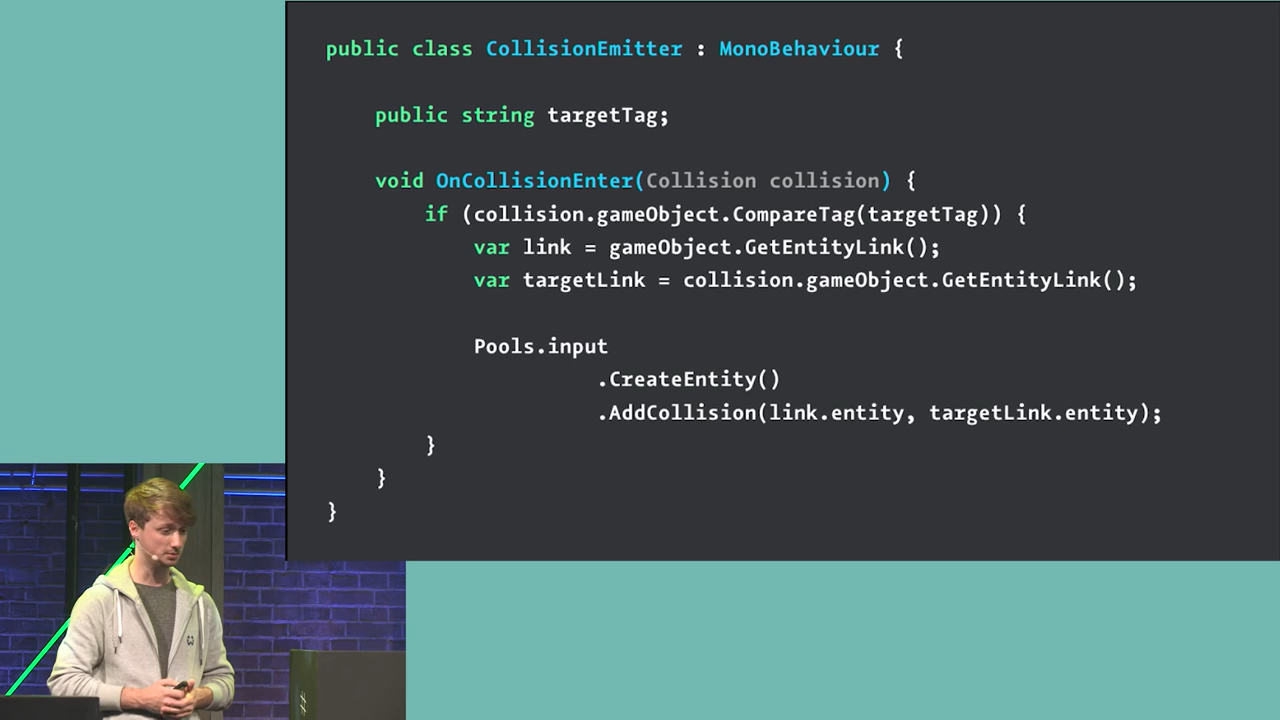 public class CollisionEmitter : MonoBehaviour {
public string targetTag;
void OnCollisionEnter(Collision collision) {
if (collision.gameObject.CompareTag(targetTag)) {
var link = gameObject.GetEntityLink();
var targetLink = collision.gameObject.GetEntityLink();
Pools.input
.CreateEntity()
.AddCollision(link.entity, targetLink.entity);
}
}
}